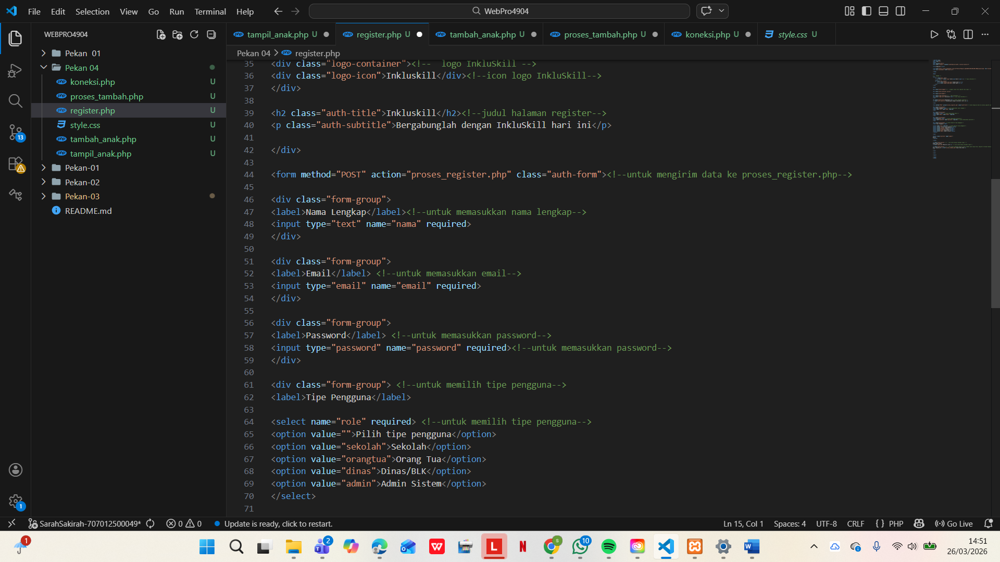 File Edit Selection View Go Run Terminal Help
WebPro4904
WEBPRO4904
Pekan 01
Pekan 04
koneksi.php U
proses_tambah.php U
register.php U
style.css U
tambah_anak.php U
tampil_anak.php U
Pekan-01
Pekan-02
Pekan-03
README.md
13
1
tampil_anak.php U
register.php U
tambah_anak.php U
proses_tambah.php U
koneksi.php U
style.css U
Pekan 04 > register.php
35 <div class="logo-container"><!--  logo InkluSkill -->
36 <div class="logo-icon">Inkluskill</div><!--icon logo InkluSkill-->
37 </div>
38
39 <h2 class="auth-title">Inkluskill</h2><!--judul halaman register-->
40 <p class="auth-subtitle">Bergabunglah dengan InkluSkill hari ini</p>
41
42 </div>
43
44 <form method="POST" action="proses_register.php" class="auth-form"><!--untuk mengirim data ke proses_register.php-->
45
46 <div class="form-group">
47 <label>Nama Lengkap</label><!--untuk memasukkan nama lengkap-->
48 <input type="text" name="nama" required>
49 </div>
50
51 <div class="form-group">
52 <label>Email</label> <!--untuk memasukkan email-->
53 <input type="email" name="email" required>
54 </div>
55
56 <div class="form-group">
57 <label>Password</label> <!--untuk memasukkan password-->
58 <input type="password" name="password" required><!--untuk memasukkan password-->
59 </div>
60
61 <div class="form-group"> <!--untuk memilih tipe pengguna-->
62 <label>Tipe Pengguna</label>
63
64 <select name="role" required> <!--untuk memilih tipe pengguna-->
65 <option value="">Pilih tipe pengguna</option>
66 <option value="sekolah">Sekolah</option>
67 <option value="orangtua">Orang Tua</option>
68 <option value="dinas">Dinas/BLK</option>
69 <option value="admin">Admin Sistem</option>
70 </select>
71
SarahSakirah-707012500049* 0 0 Update is ready, click to restart.
Ln 15, Col 1 Spaces: 4 UTF-8 CRLF { } PHP Go Live
1
2
10
14:51
26/03/2026